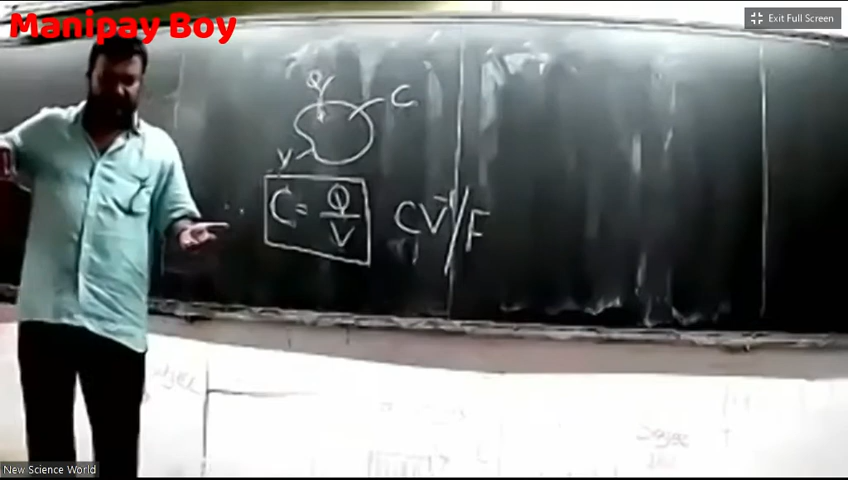 Manipay Boy
Exit Full Screen
Q
C
V
C = Q/V CV⁻¹/F
New Science World